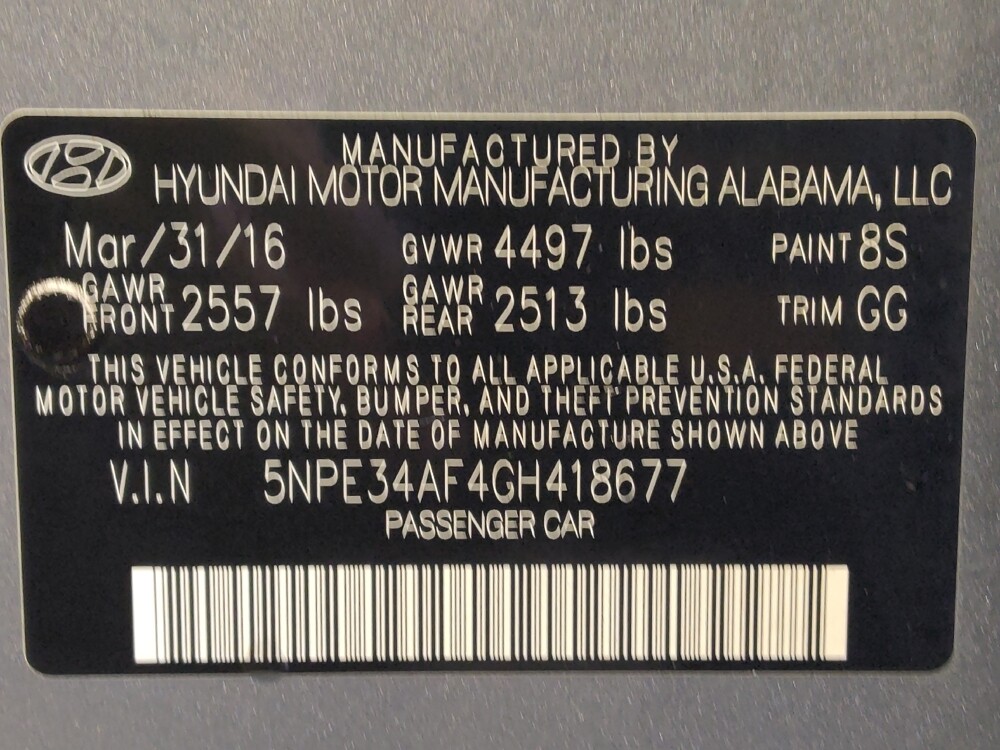 MANUFACTURED BY
HYUNDAI MOTOR MANUFACTURING ALABAMA, LLC
Mar/31/16 GVWR 4497 lbs PAINT 8S
GAWR FRONT 2557 lbs GAWR REAR 2513 lbs TRIM GG
THIS VEHICLE CONFORMS TO ALL APPLICABLE U.S.A. FEDERAL
MOTOR VEHICLE SAFETY, BUMPER, AND THEFT PREVENTION STANDARDS
IN EFFECT ON THE DATE OF MANUFACTURE SHOWN ABOVE
V.I.N 5NPE34AF4GH418677
PASSENGER CAR